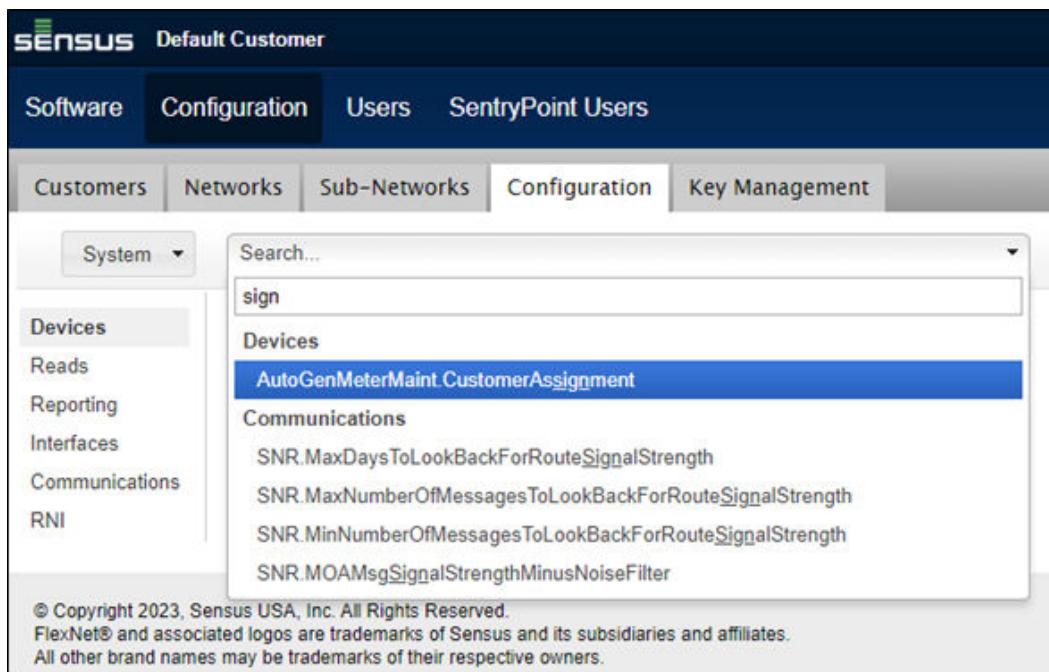 sensus Default Customer
Software Configuration Users SentryPoint Users
Customers Networks Sub-Networks Configuration Key Management
System Search...
sign
Devices
Devices
AutoGenMeterMaint.CustomerAssignment
Reads
Reporting
Communications
Interfaces
SNR.MaxDaysToLookBackForRouteSignalStrength
Communications
SNR.MaxNumberOfMessagesToLookBackForRouteSignalStrength
RNI
SNR.MinNumberOfMessagesToLookBackForRouteSignalStrength
SNR.MOAMsgSignalStrengthMinusNoiseFilter
© Copyright 2023, Sensus USA, Inc. All Rights Reserved.
FlexNet® and associated logos are trademarks of Sensus and its subsidiaries and affiliates.
All other brand names may be trademarks of their respective owners.